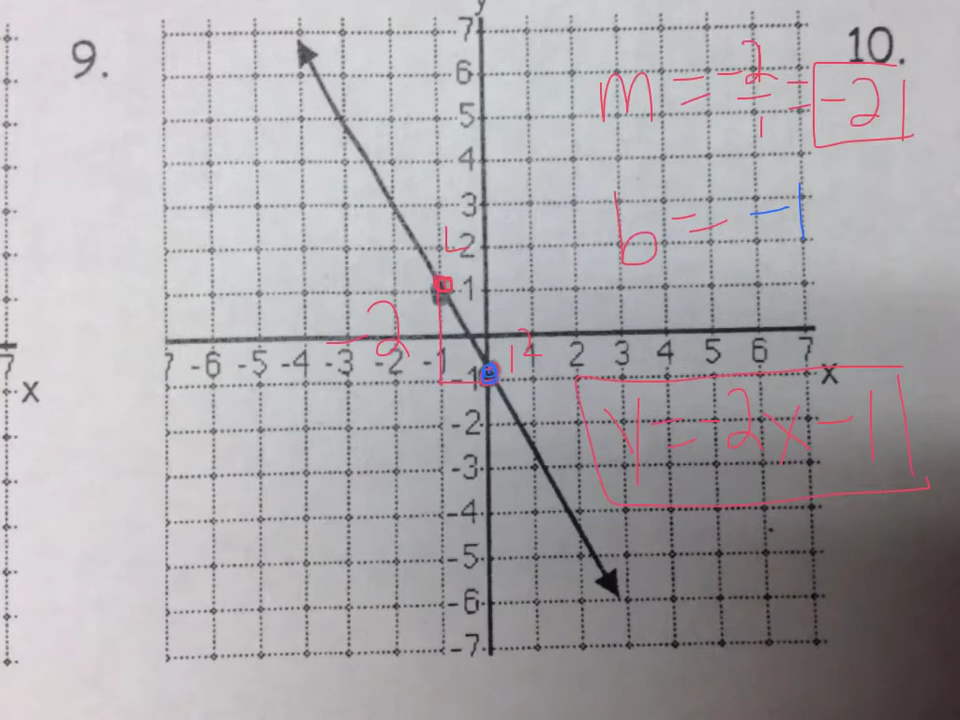 y
9.
10.
7
6
5
4
3
2
1
m = -2/1 = -2
b = -1
-2
1
2
-7 -6 -5 -4 -3 -2 -1 2 3 4 5 6 7
x
7
x
-1
-2
-3
-4
-5
-6
-7
y = -2x - 1